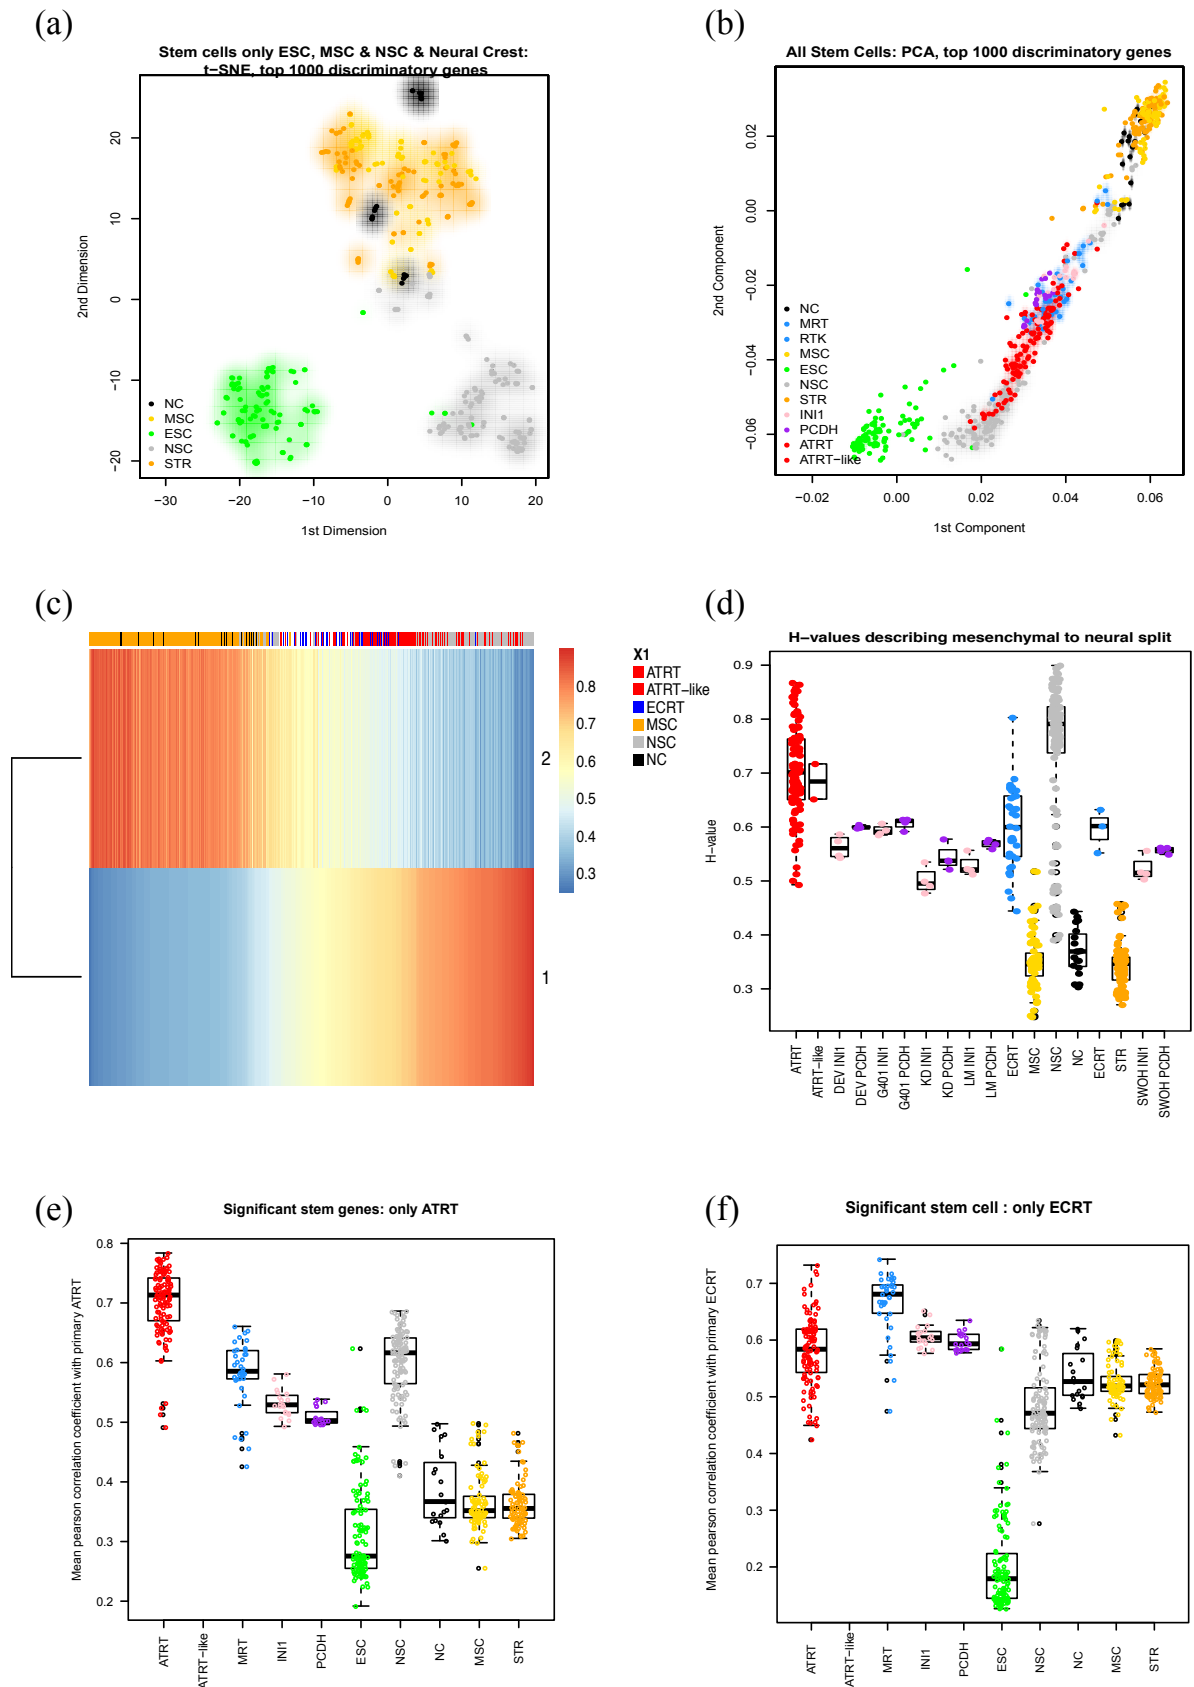 (a)
Stem cells only ESC, MSC & NSC & Neural Crest:
t−SNE, top 1000 discriminatory genes
2nd Dimension
20
10
0
−10
−20
NC
MSC
ESC
NSC
STR
−30
−20
−10
0
10
20
1st Dimension
(b)
All Stem Cells: PCA, top 1000 discriminatory genes
2nd Component
0.02
0.00
−0.02
−0.04
−0.06
NC
MRT
RTK
MSC
ESC
NSC
STR
INI1
PCDH
ATRT
ATRT−like
−0.02
0.00
0.02
0.04
0.06
1st Component
(c)
2
1
0.8
0.7
0.6
0.5
0.4
0.3
X1
ATRT
ATRT−like
ECRT
MSC
NSC
NC
(d)
H−values describing mesenchymal to neural split
H−value
0.9
0.8
0.7
0.6
0.5
0.4
0.3
ATRT
ATRT−like
DEV INI1
DEV PCDH
G401 INI1
G401 PCDH
KD INI1
KD PCDH
LM INI1
LM PCDH
ECRT
MSC
NSC
NC
ECRT
STR
SWOH INI1
SWOH PCDH
(e)
Significant stem genes: only ATRT
Mean pearson correlation coefficient with primary ATRT
0.8
0.7
0.6
0.5
0.4
0.3
0.2
ATRT
ATRT−like
MRT
INI1
PCDH
ESC
NSC
NC
MSC
STR
(f)
Significant stem cell : only ECRT
Mean pearson correlation coefficient with primary ECRT
0.7
0.6
0.5
0.4
0.3
0.2
ATRT
ATRT−like
MRT
INI1
PCDH
ESC
NSC
NC
MSC
STR